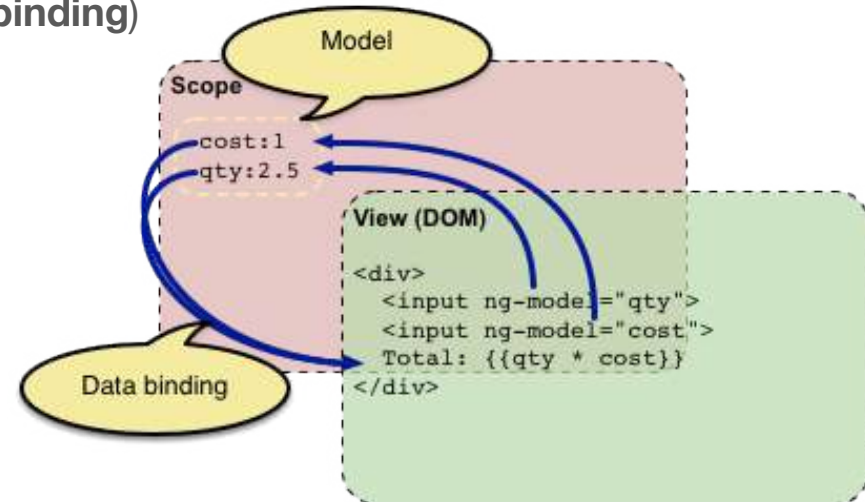 binding)
Model
Scope
cost:1
qty:2.5
View (DOM)
<div>
<input ng-model="qty">
<input ng-model="cost">
Total: {{qty * cost}}
</div>
Data binding